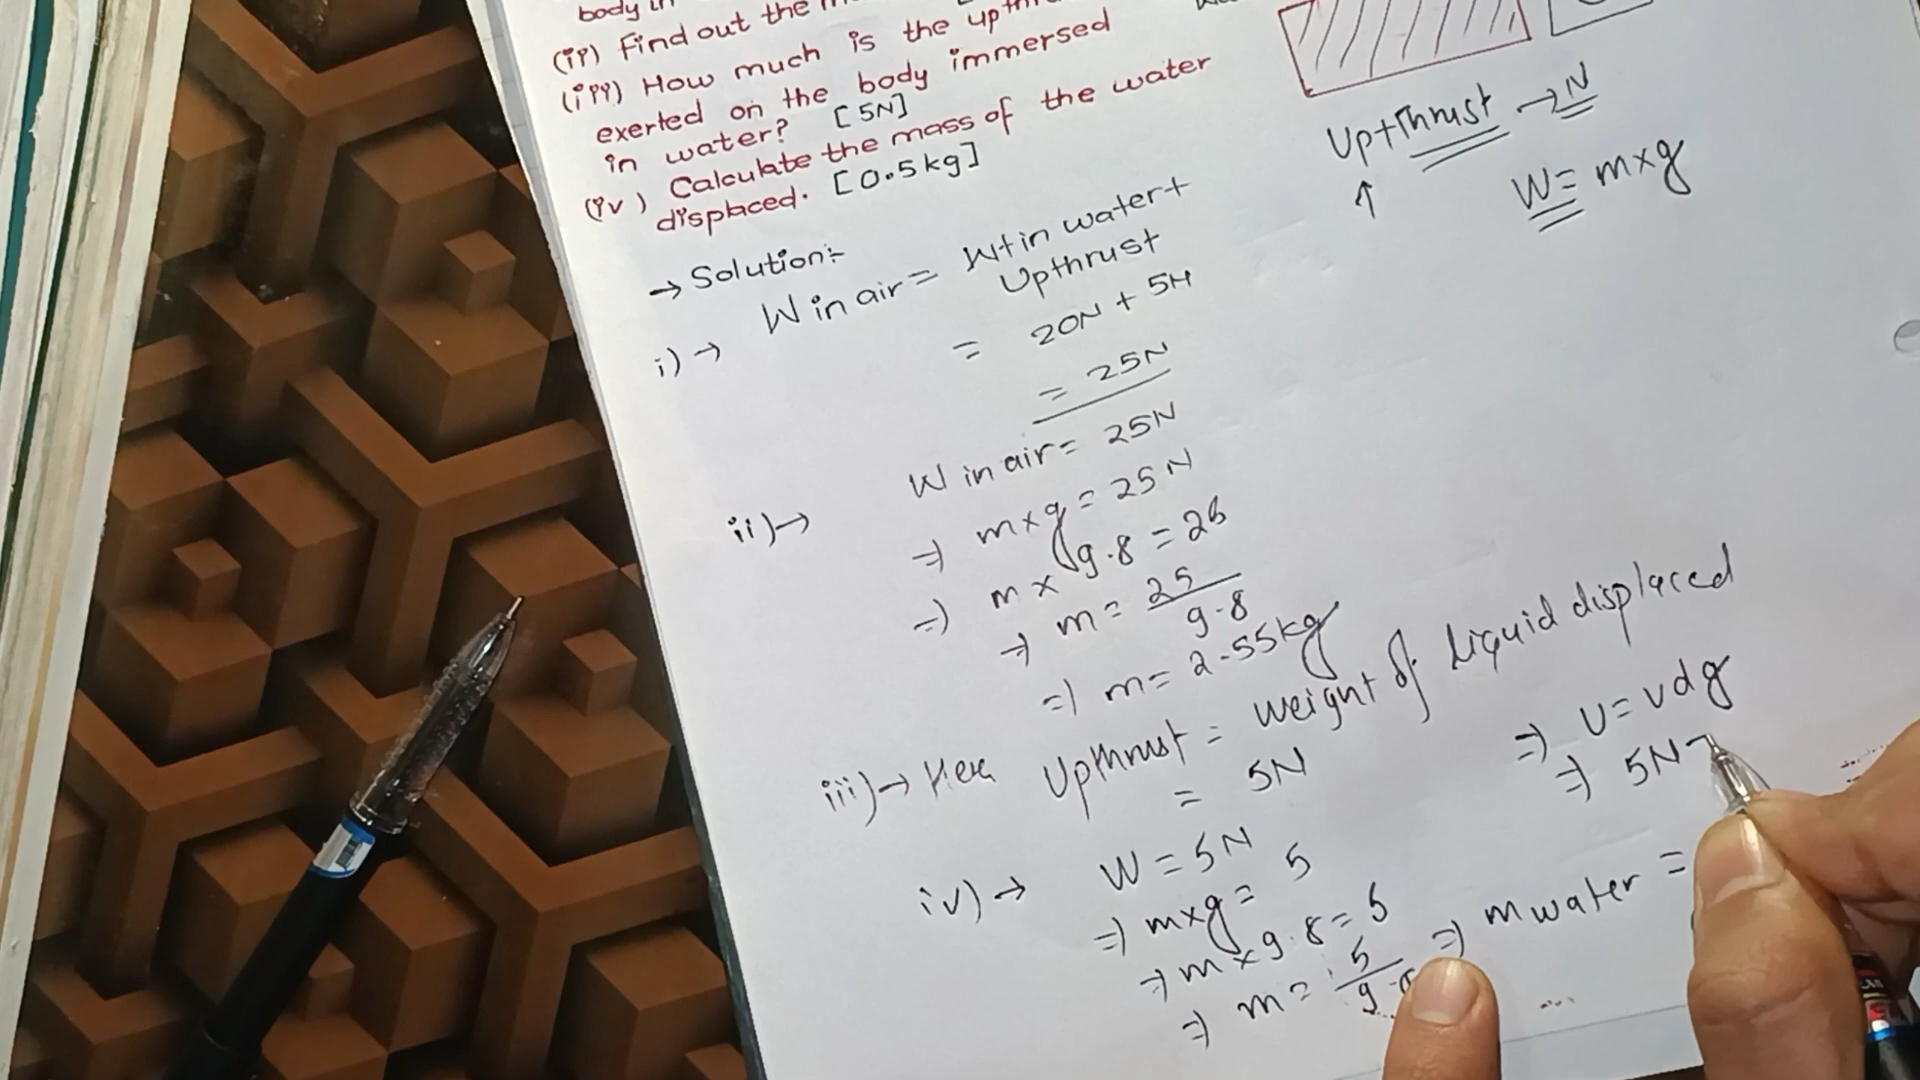 body in
(ii) Find out the
(iii) How much is the upthr
exerted on the body immersed
in water? [5N]
(iv) Calculate the mass of the water
displaced. [0.5kg]
Upthrust → N
↑
W = m×g
→ Solution:-
i) → W in air = Wt in water +
Upthrust
= 20N + 5N
= 25N
ii) → W in air = 25N
⇒ m×g = 25N
⇒ m × 9.8 = 25
⇒ m = 25/9.8
⇒ m = 2.55kg
iii) → Here Upthrust = weight of liquid displaced
= 5N
⇒ U = vdg
⇒ 5N
iv) → W = 5N
⇒ m×g = 5
⇒ m × 9.8 = 5
⇒ m = 5/9.
⇒ m water =